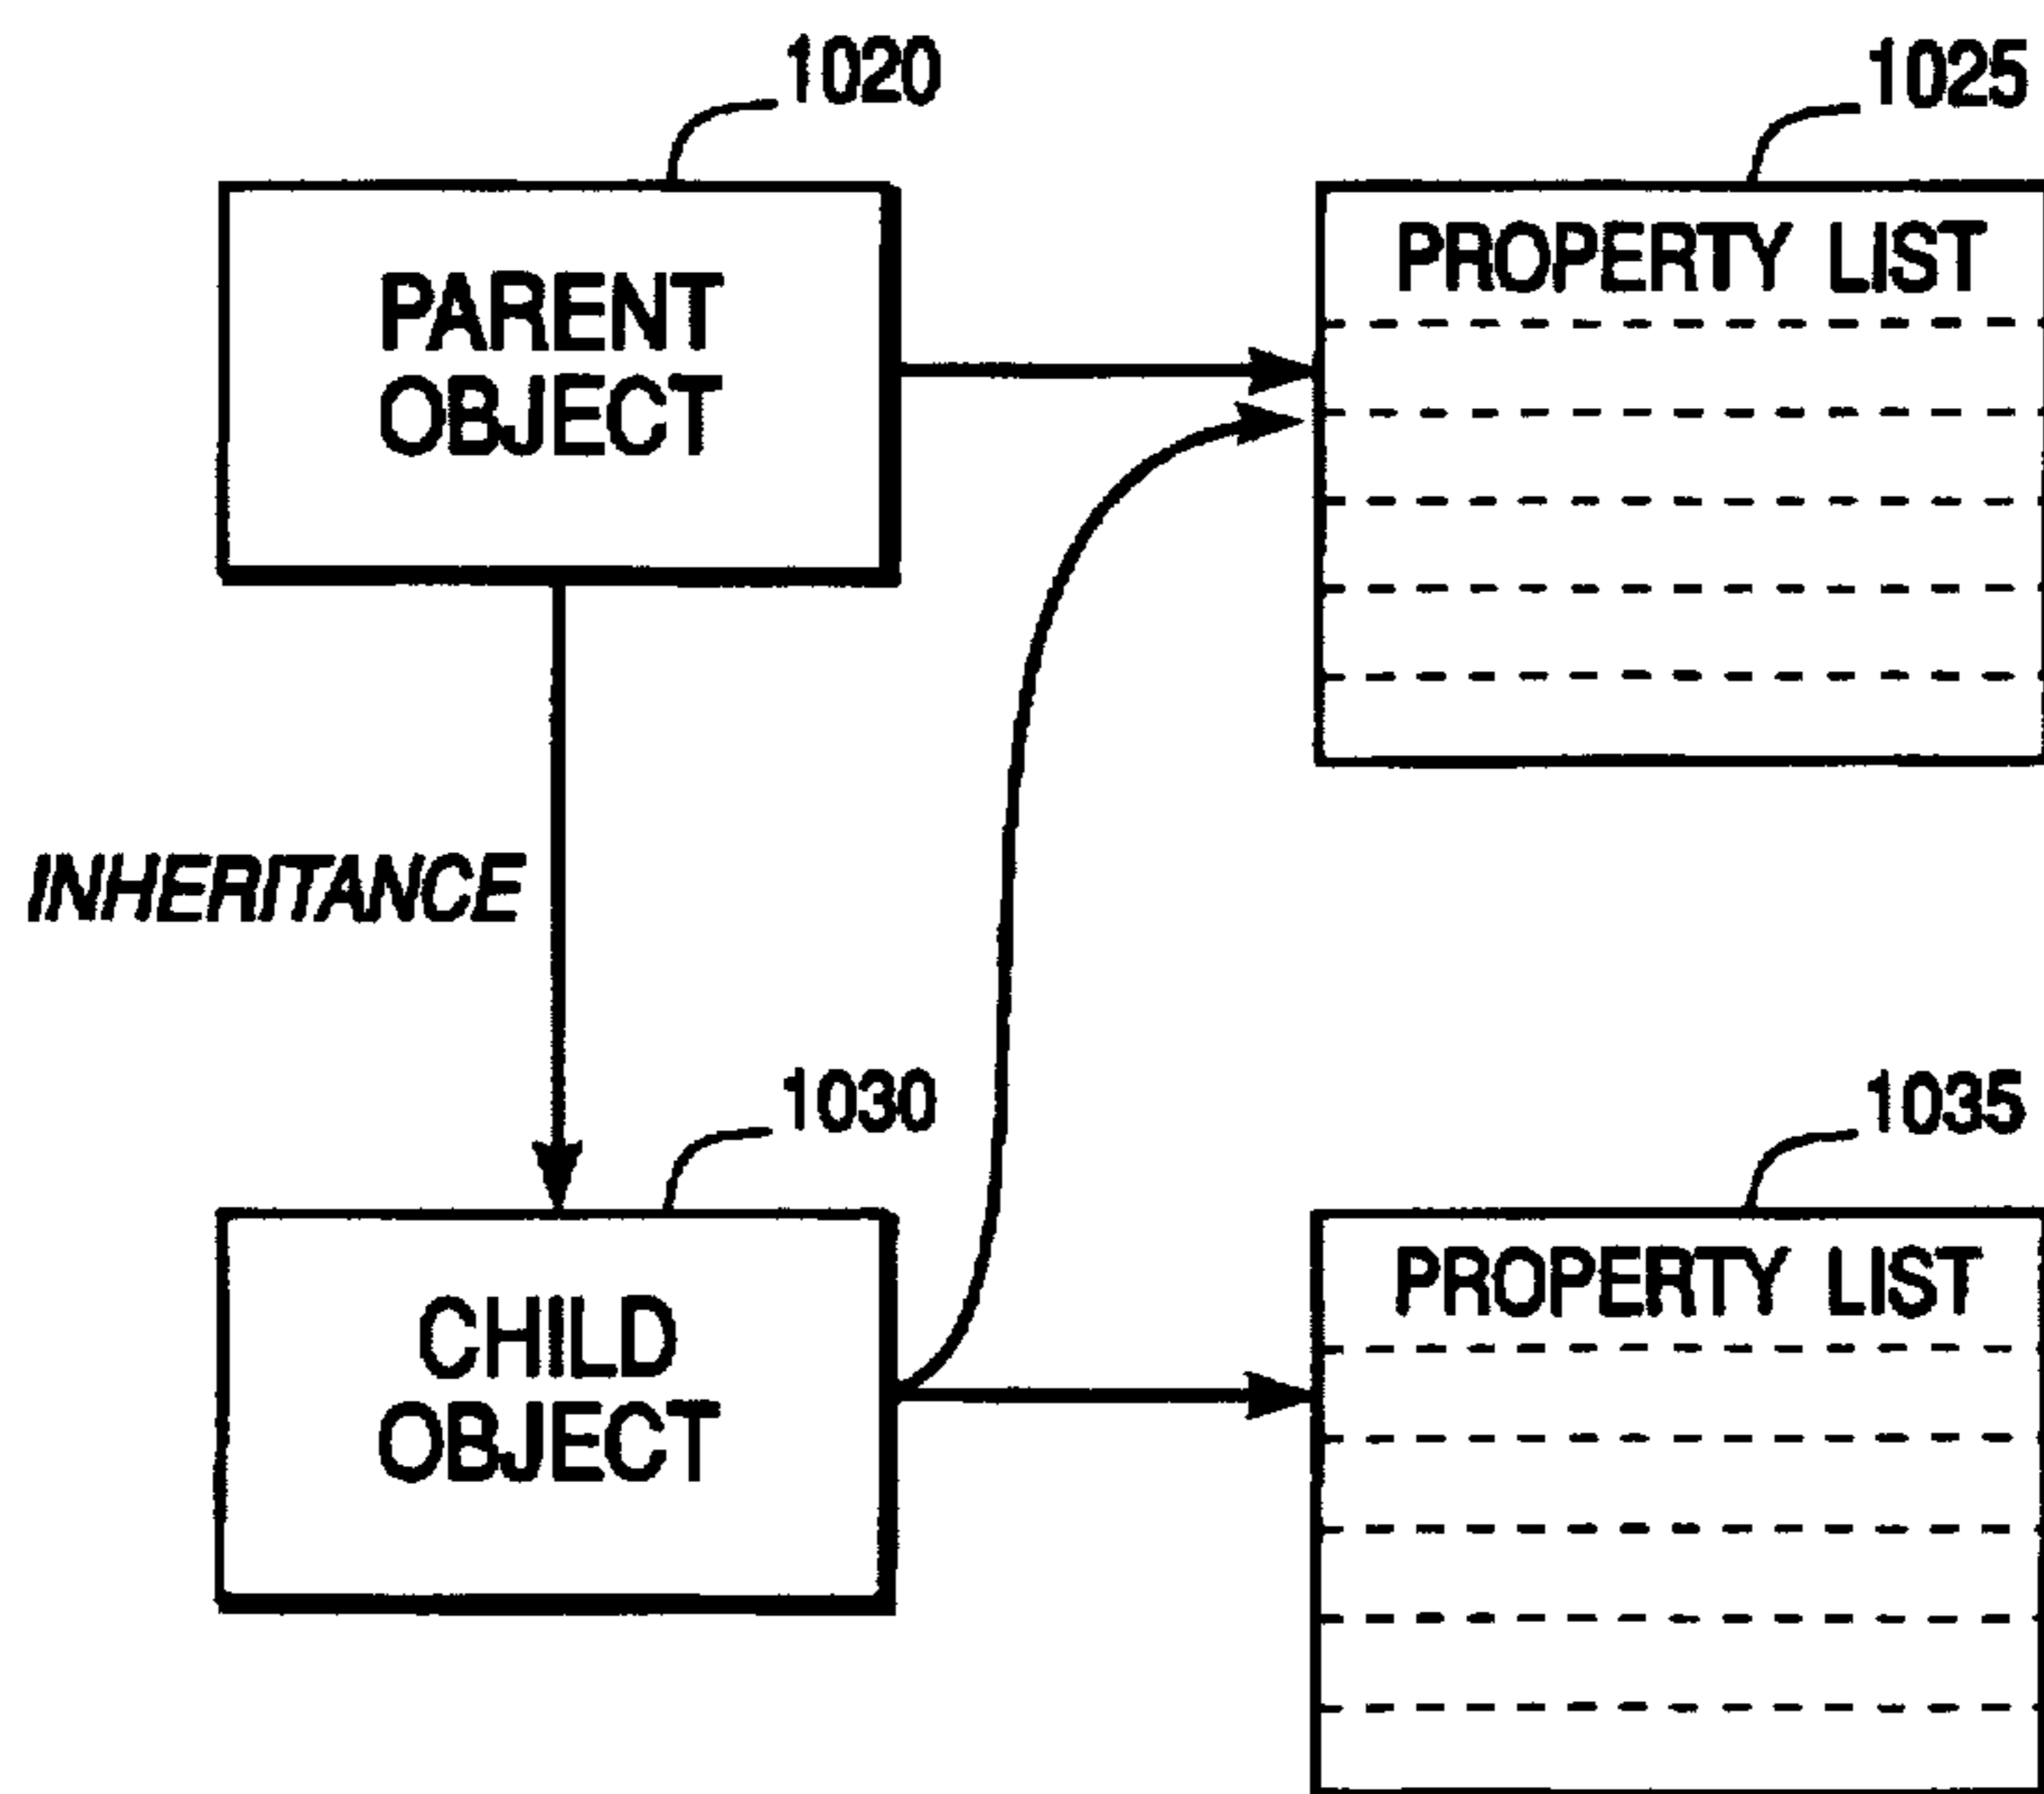 1020
1025
PARENT
OBJECT
PROPERTY LIST
INHERITANCE
1030
1035
CHILD
OBJECT
PROPERTY LIST